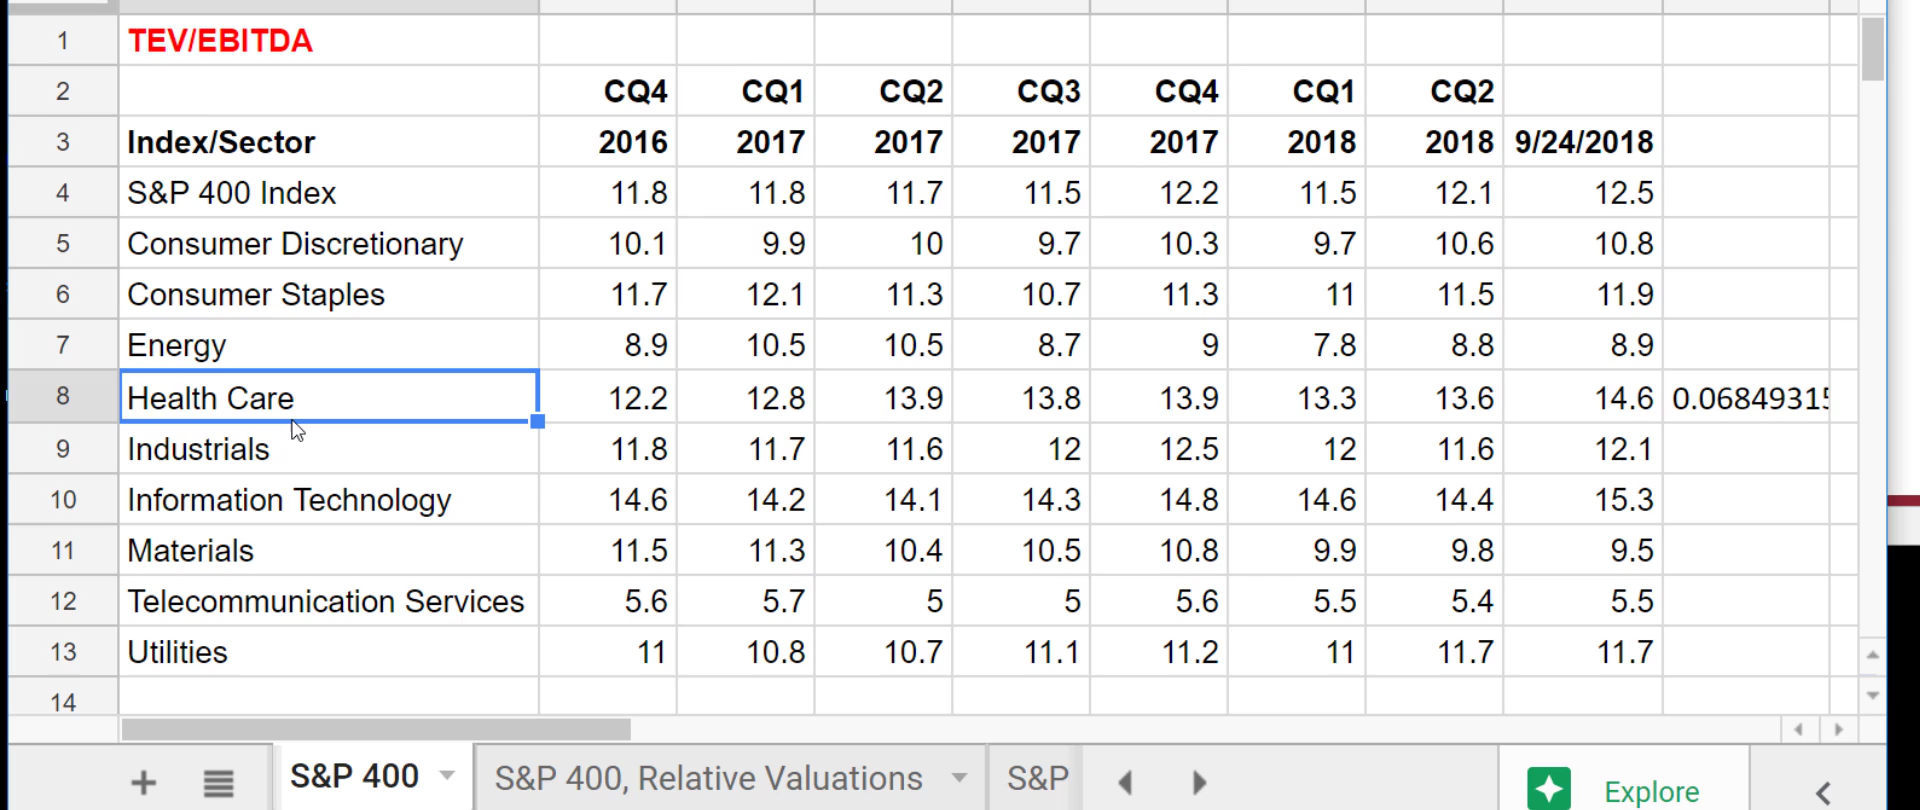 1 TEV/EBITDA
2 CQ4 CQ1 CQ2 CQ3 CQ4 CQ1 CQ2
3 Index/Sector 2016 2017 2017 2017 2017 2018 2018 9/24/2018
4 S&P 400 Index 11.8 11.8 11.7 11.5 12.2 11.5 12.1 12.5
5 Consumer Discretionary 10.1 9.9 10 9.7 10.3 9.7 10.6 10.8
6 Consumer Staples 11.7 12.1 11.3 10.7 11.3 11 11.5 11.9
7 Energy 8.9 10.5 10.5 8.7 9 7.8 8.8 8.9
8 Health Care 12.2 12.8 13.9 13.8 13.9 13.3 13.6 14.6 0.06849315
9 Industrials 11.8 11.7 11.6 12 12.5 12 11.6 12.1
10 Information Technology 14.6 14.2 14.1 14.3 14.8 14.6 14.4 15.3
11 Materials 11.5 11.3 10.4 10.5 10.8 9.9 9.8 9.5
12 Telecommunication Services 5.6 5.7 5 5 5.6 5.5 5.4 5.5
13 Utilities 11 10.8 10.7 11.1 11.2 11 11.7 11.7
14
S&P 400 S&P 400, Relative Valuations S&P Explore